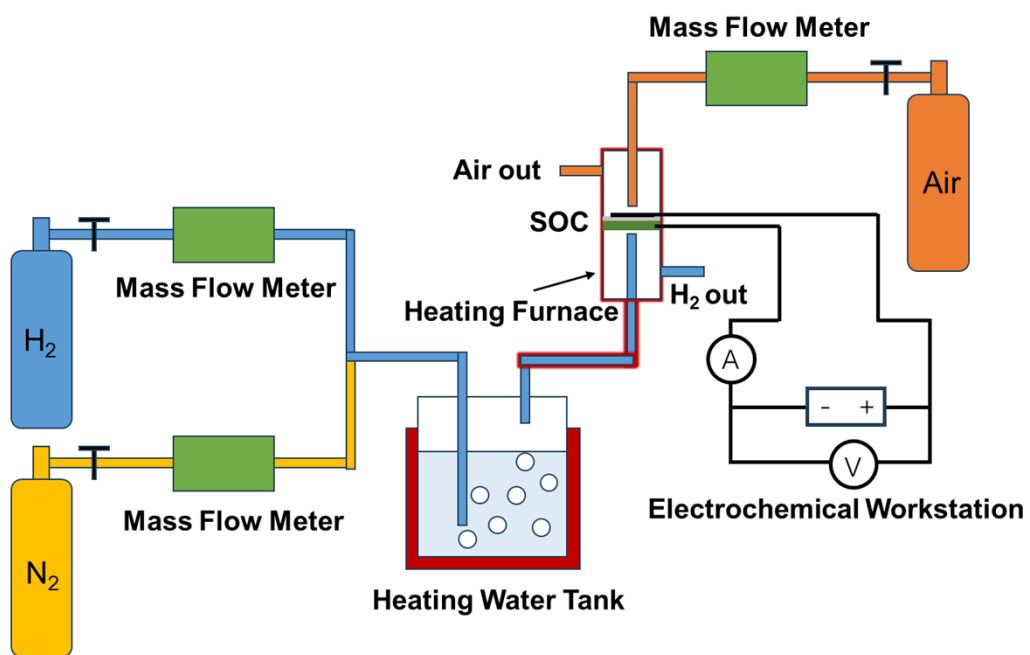 Mass Flow Meter
Air out
Air
SOC
Mass Flow Meter
H₂ out
Heating Furnace
H₂
A
- +
V
Electrochemical Workstation
Mass Flow Meter
N₂
Heating Water Tank